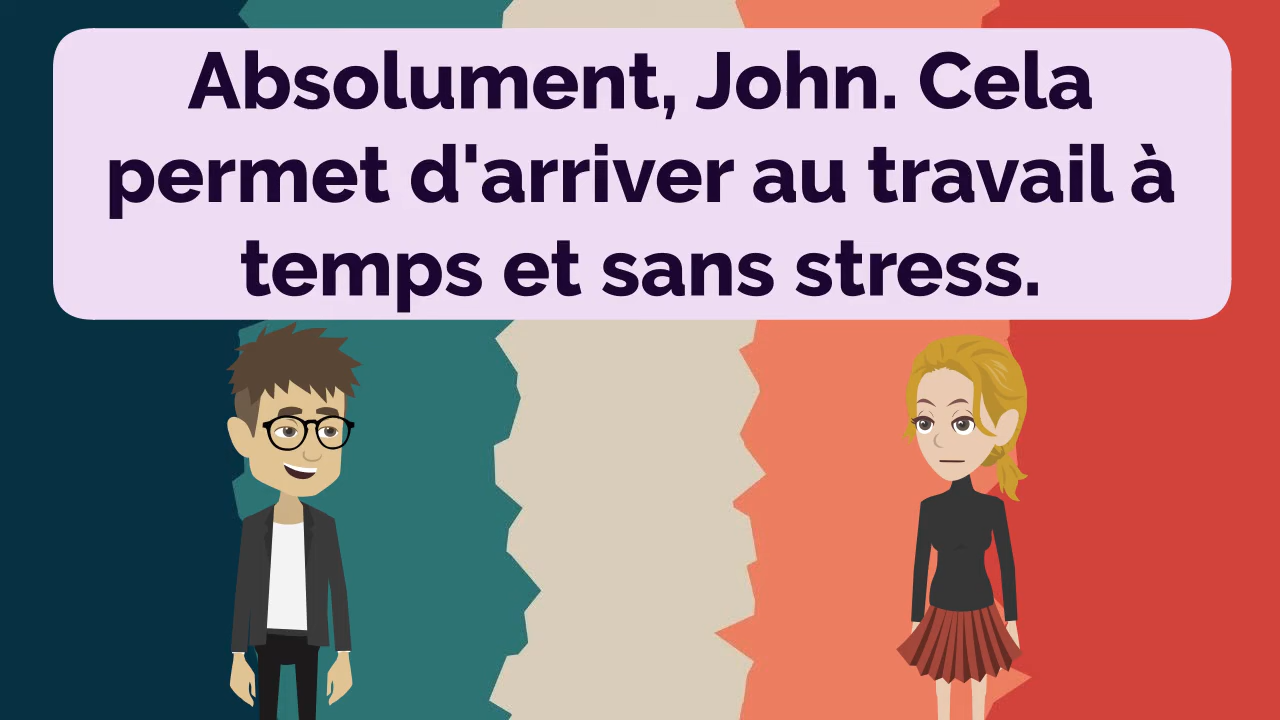 Absolument, John. Cela
permet d'arriver au travail à
temps et sans stress.